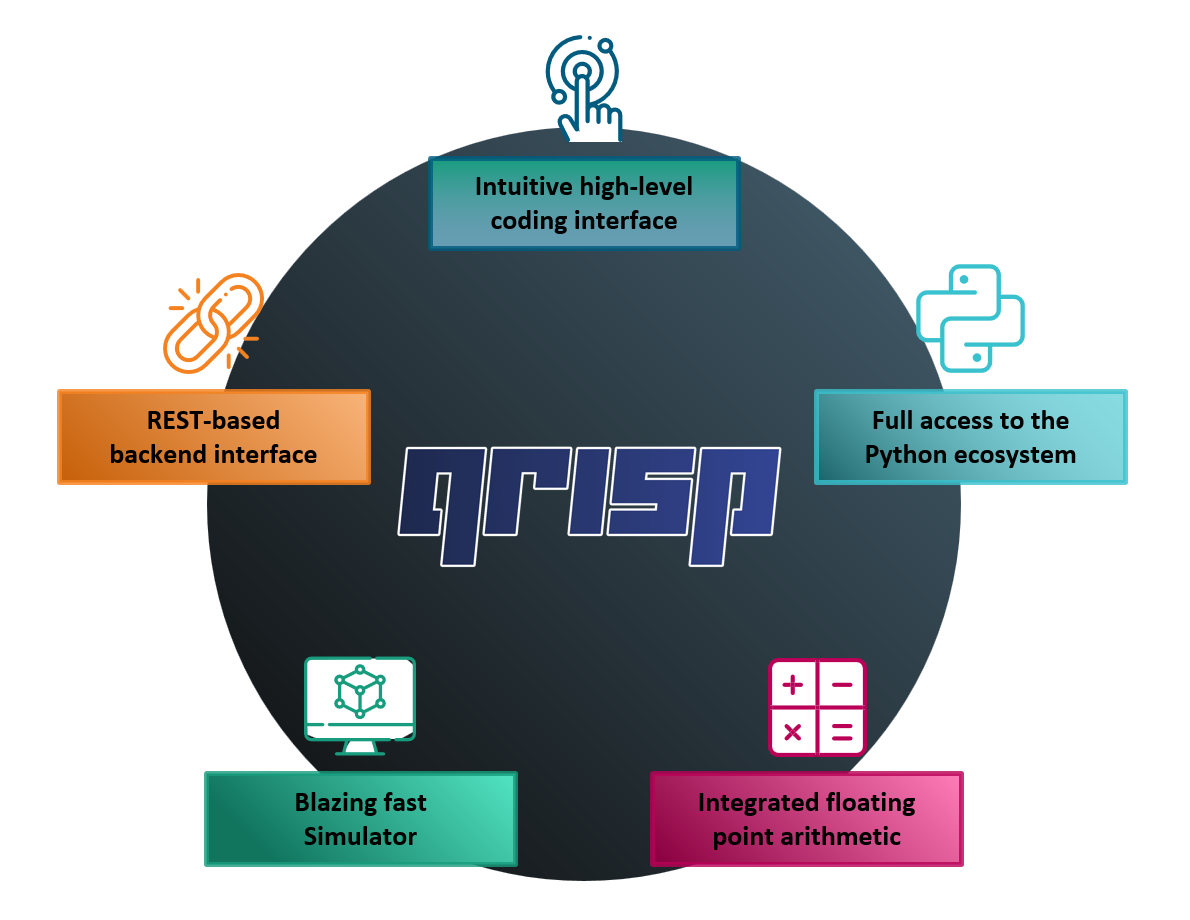 Intuitive high-level
coding interface
REST-based
backend interface
Full access to the
Python ecosystem
qrisp
Blazing fast
Simulator
Integrated floating
point arithmetic